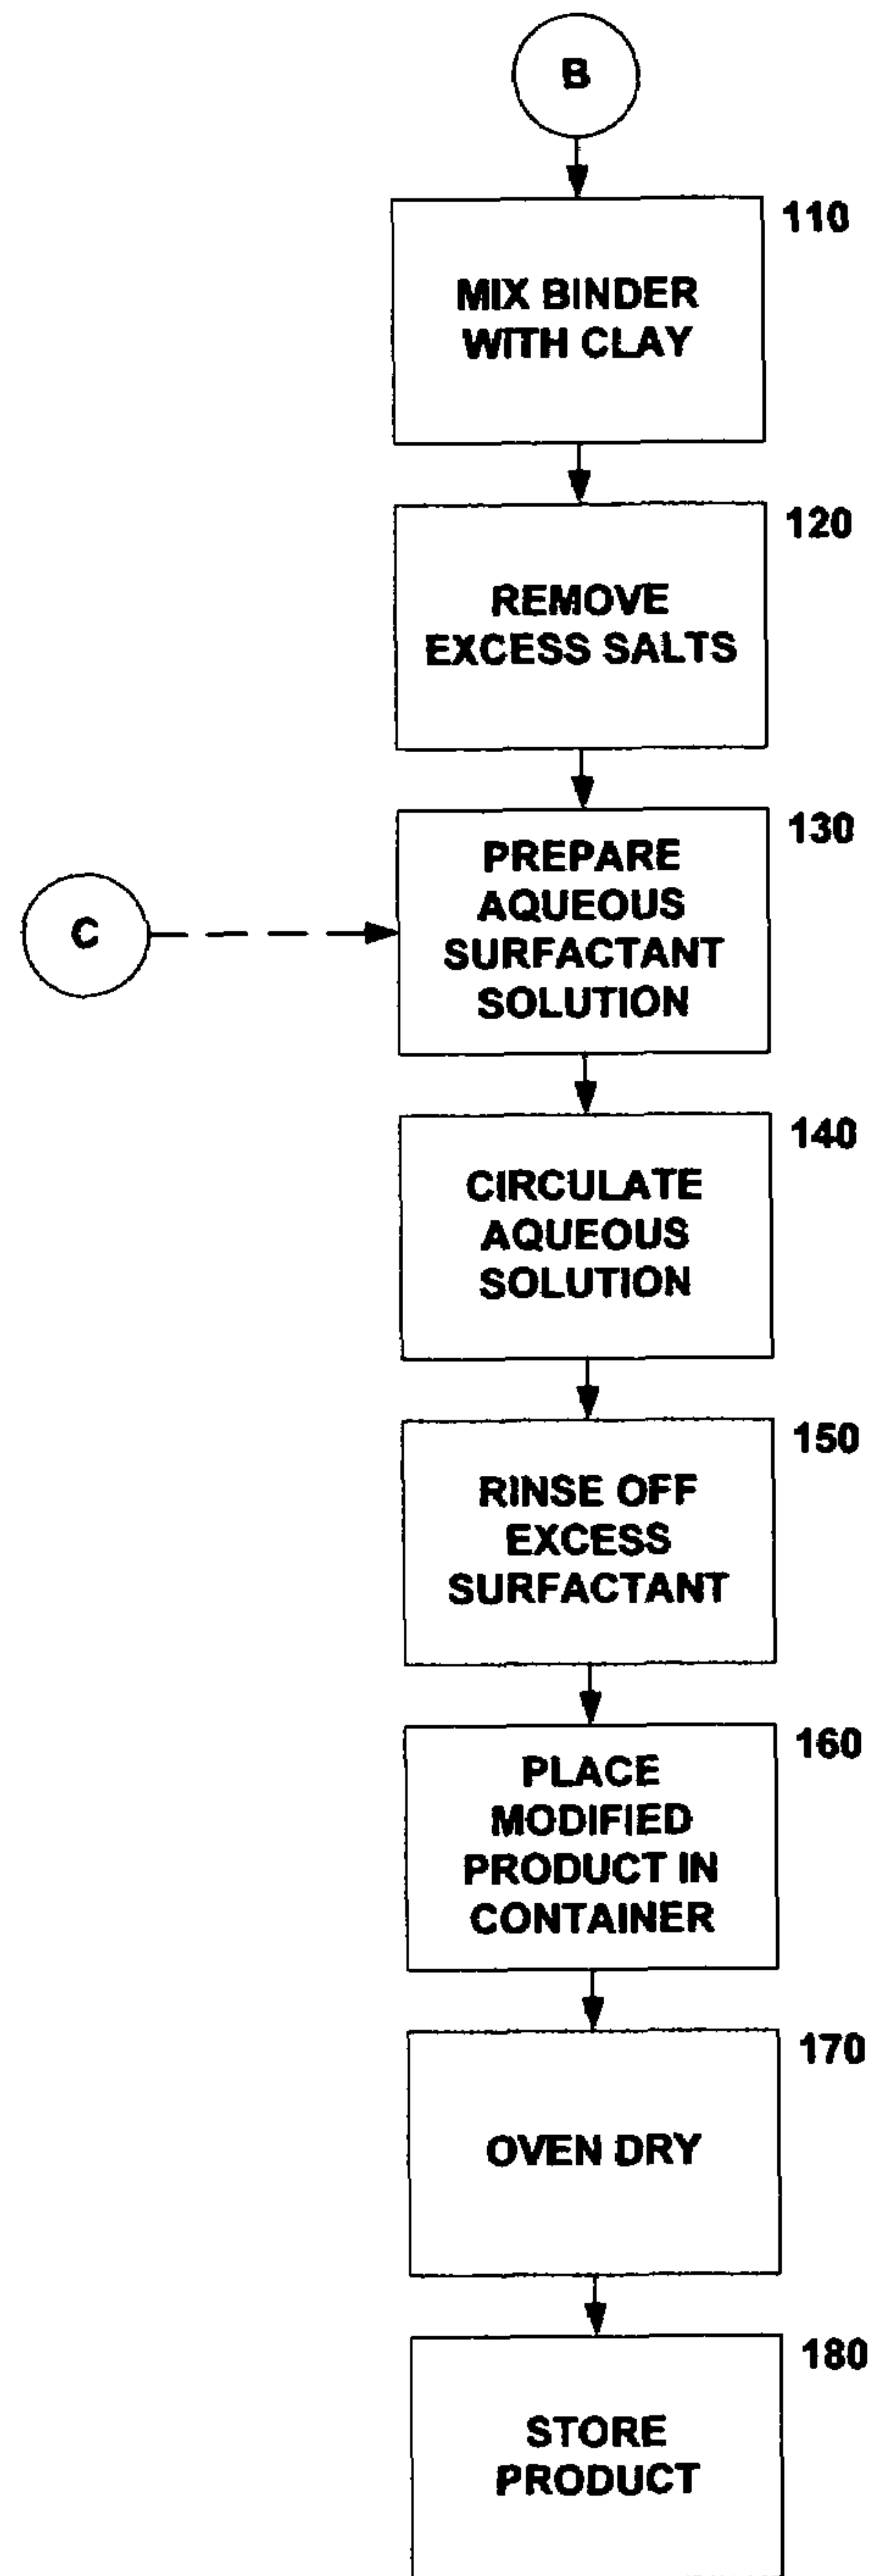 B
110
MIX BINDER
WITH CLAY
120
REMOVE
EXCESS SALTS
130
PREPARE
AQUEOUS
SURFACTANT
SOLUTION
C
140
CIRCULATE
AQUEOUS
SOLUTION
150
RINSE OFF
EXCESS
SURFACTANT
160
PLACE
MODIFIED
PRODUCT IN
CONTAINER
170
OVEN DRY
180
STORE
PRODUCT